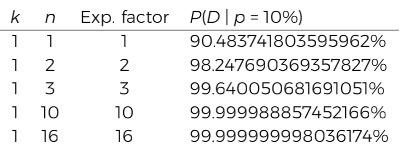 k n Exp. factor P(D | p = 10%)
1 1 1 90.483741803595962%
1 2 2 98.247690369357827%
1 3 3 99.640050681691051%
1 10 10 99.999988857452166%
1 16 16 99.999999998036174%